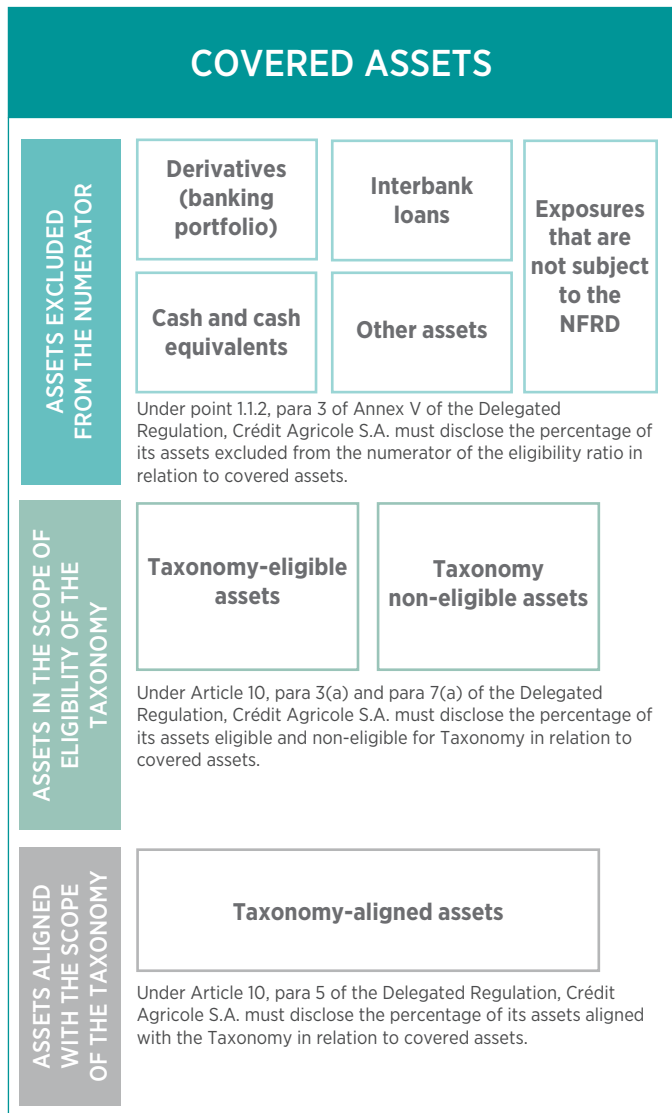 COVERED ASSETS
ASSETS EXCLUDED
FROM THE NUMERATOR
Derivatives
(banking
portfolio)
Interbank
loans
Exposures
that are
not subject
to the
NFRD
Cash and cash
equivalents
Other assets
Under point 1.1.2, para 3 of Annex V of the Delegated
Regulation, Crédit Agricole S.A. must disclose the percentage of
its assets excluded from the numerator of the eligibility ratio in
relation to covered assets.
ASSETS IN THE SCOPE OF
ELIGIBILITY OF THE
TAXONOMY
Taxonomy-eligible
assets
Taxonomy
non-eligible assets
Under Article 10, para 3(a) and para 7(a) of the Delegated
Regulation, Crédit Agricole S.A. must disclose the percentage of
its assets eligible and non-eligible for Taxonomy in relation to
covered assets.
ASSETS ALIGNED
WITH THE SCOPE
OF THE TAXONOMY
Taxonomy-aligned assets
Under Article 10, para 5 of the Delegated Regulation, Crédit
Agricole S.A. must disclose the percentage of its assets aligned
with the Taxonomy in relation to covered assets.